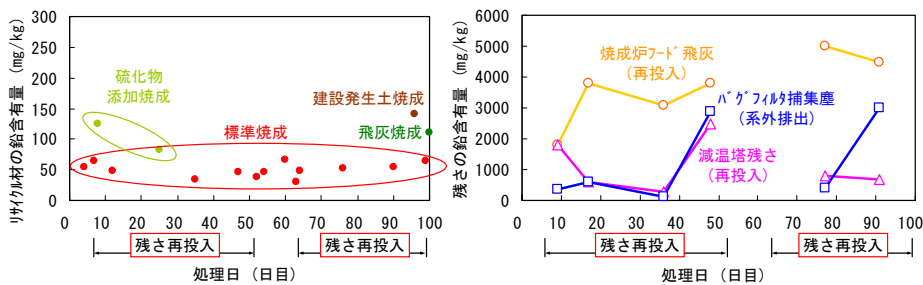 リサイクル材の鉛含有量 (mg/kg)
300
250
200
150
100
50
0
硫化物
添加焼成
建設発生土焼成
標準焼成
飛灰焼成
0 10 20 30 40 50 60 70 80 90 100
残さ再投入
残さ再投入
処理日(日目)
残さの鉛含有量 (mg/kg)
6000
5000
4000
3000
2000
1000
0
焼成炉フード飛灰
(再投入)
バグフィルタ捕集塵
(系外排出)
減温塔残さ
(再投入)
0 10 20 30 40 50 60 70 80 90 100
残さ再投入
残さ再投入
処理日(日目)